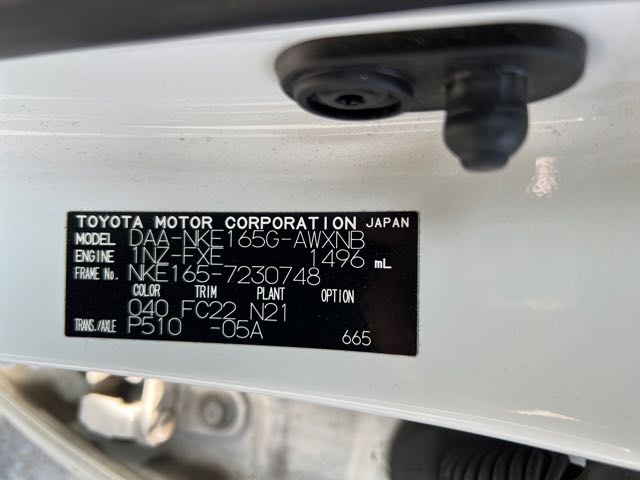 TOYOTA MOTOR CORPORATION JAPAN
MODEL DAA-NKE165G-AWXNB
ENGINE 1NZ-FXE 1496 mL
FRAME No. NKE165-7230748
COLOR TRIM PLANT OPTION
040 FC22 N21
TRANS./AXLE P510 -05A 665